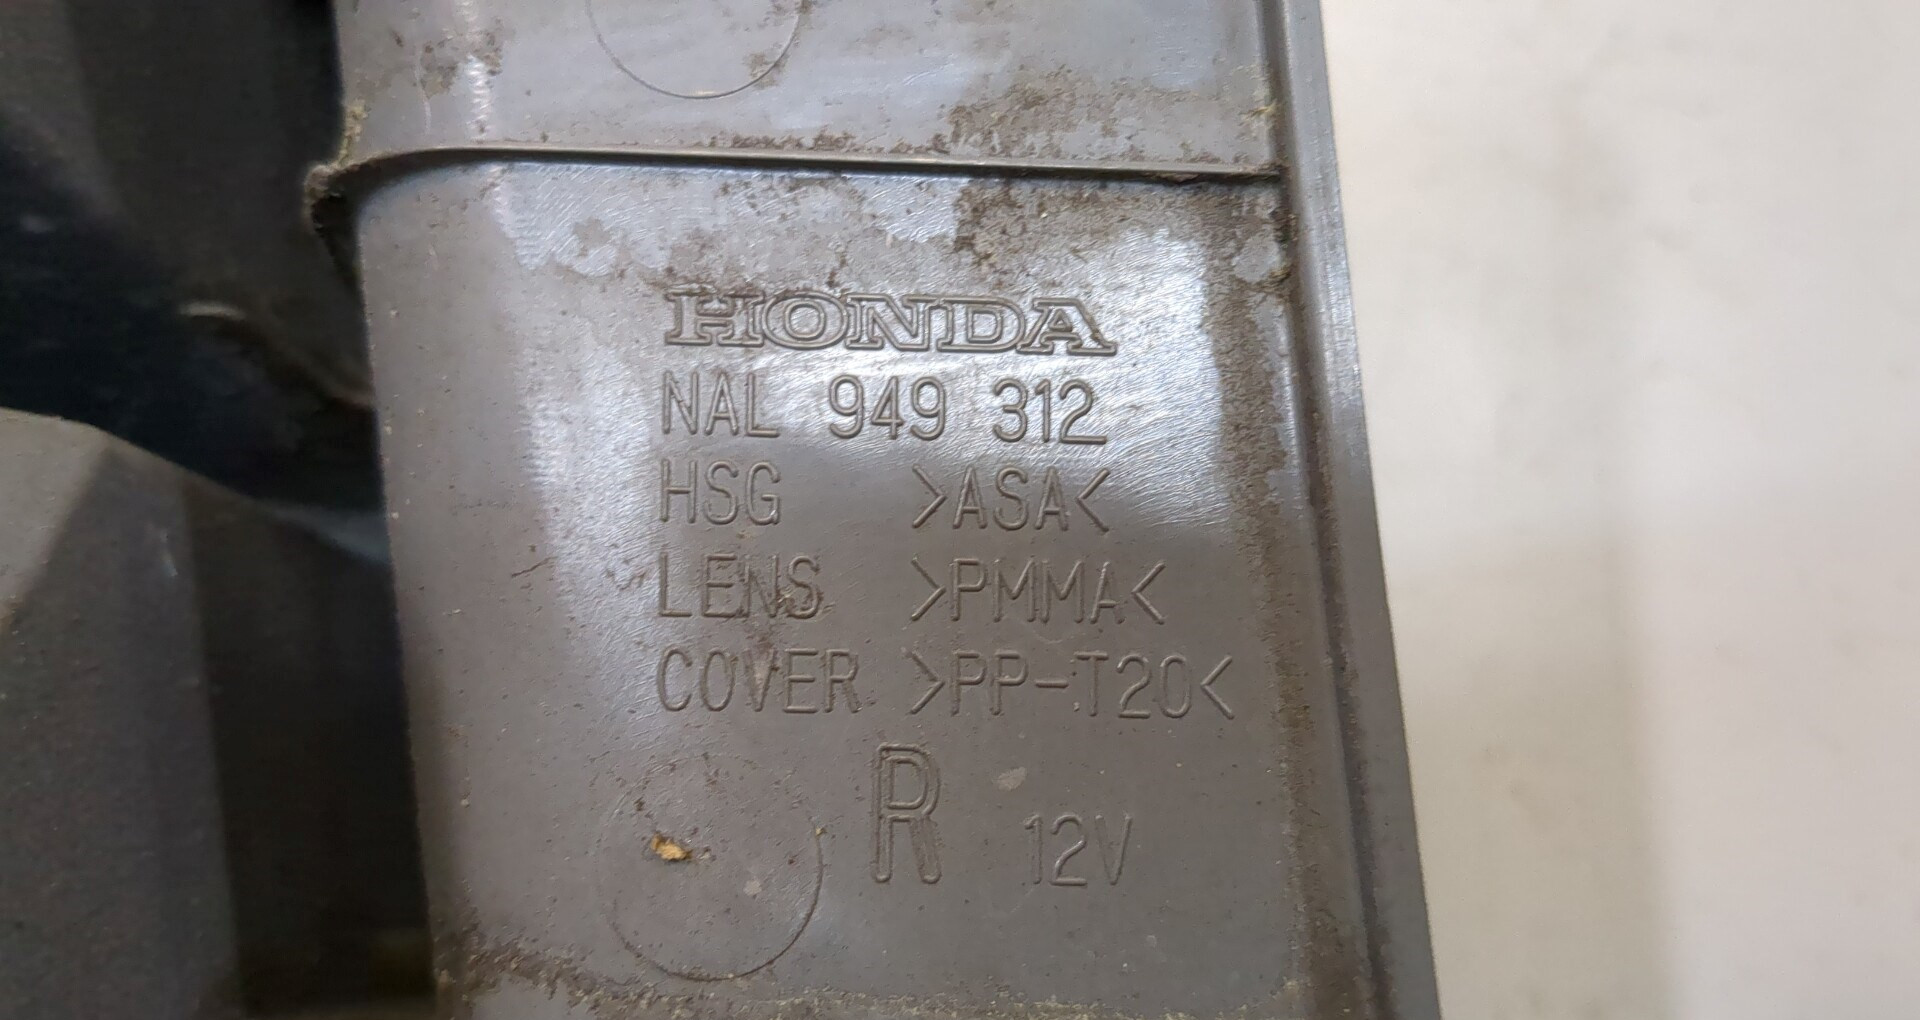 HONDA
NAL 949 312
HSG >ASA<
LENS >PMMA<
COVER >PP-T20<
R 12V